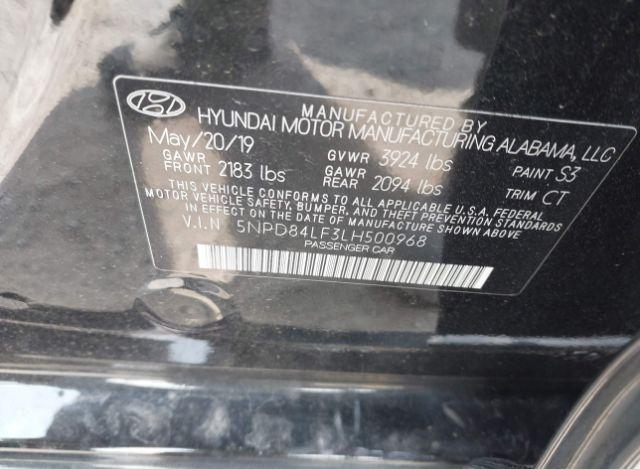 MANUFACTURED BY
HYUNDAI MOTOR MANUFACTURING ALABAMA, LLC
May/20/19 GVWR 3924 lbs PAINT S3
GAWR FRONT 2183 lbs GAWR REAR 2094 lbs TRIM CT
THIS VEHICLE CONFORMS TO ALL APPLICABLE U.S.A. FEDERAL
MOTOR VEHICLE SAFETY, BUMPER, AND THEFT PREVENTION STANDARDS
IN EFFECT ON THE DATE OF MANUFACTURE SHOWN ABOVE.
V.I.N 5NPD84LF3LH500968
PASSENGER CAR